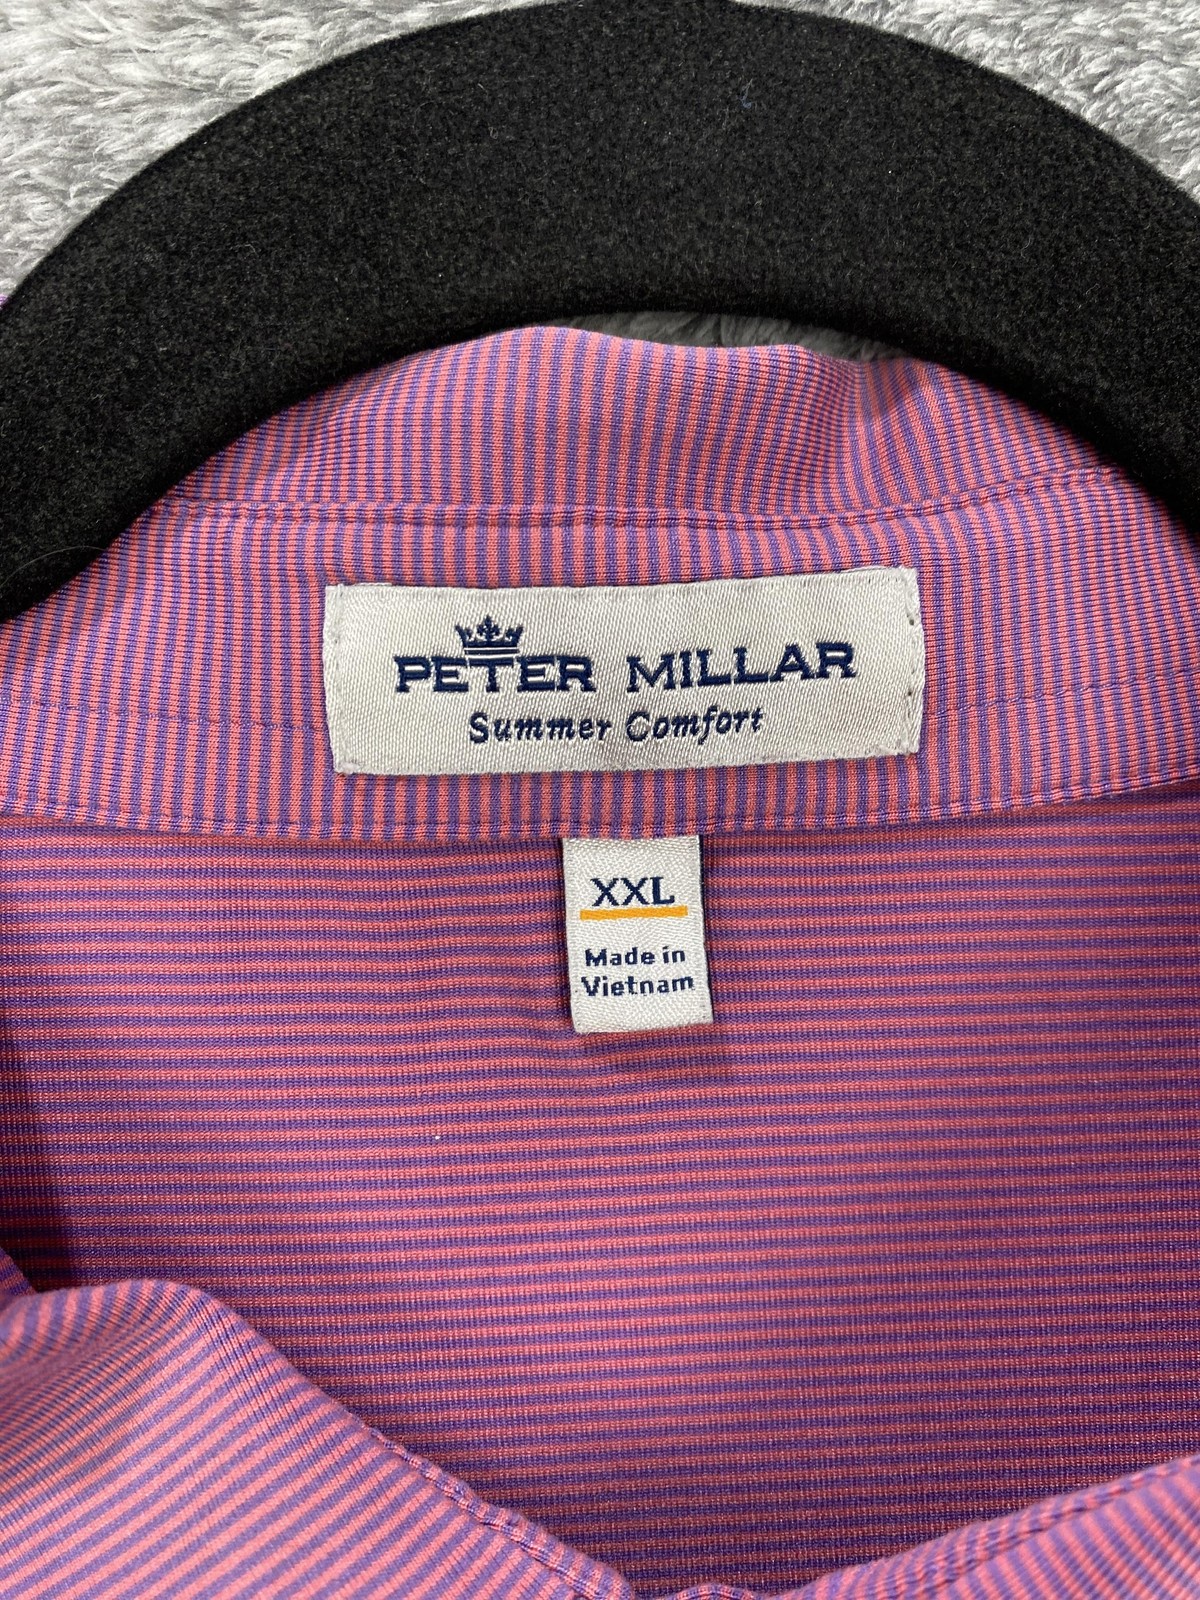 PETER MILLAR
Summer Comfort
XXL
Made in
Vietnam